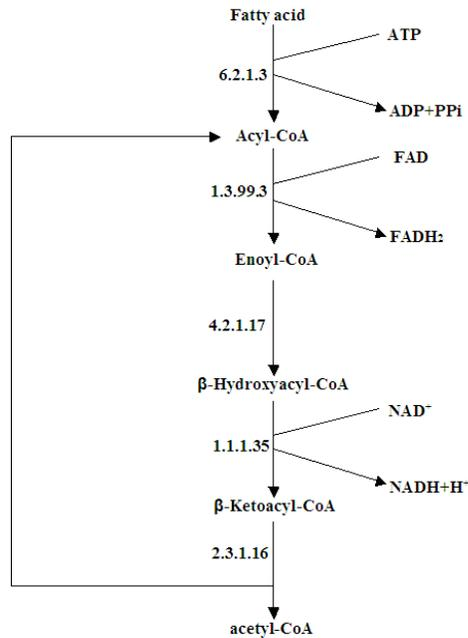 Fatty acid
ATP
6.2.1.3
ADP+PPi
Acyl-CoA
FAD
1.3.99.3
FADH₂
Enoyl-CoA
4.2.1.17
β-Hydroxyacyl-CoA
NAD⁺
1.1.1.35
NADH+H⁺
β-Ketoacyl-CoA
2.3.1.16
acetyl-CoA